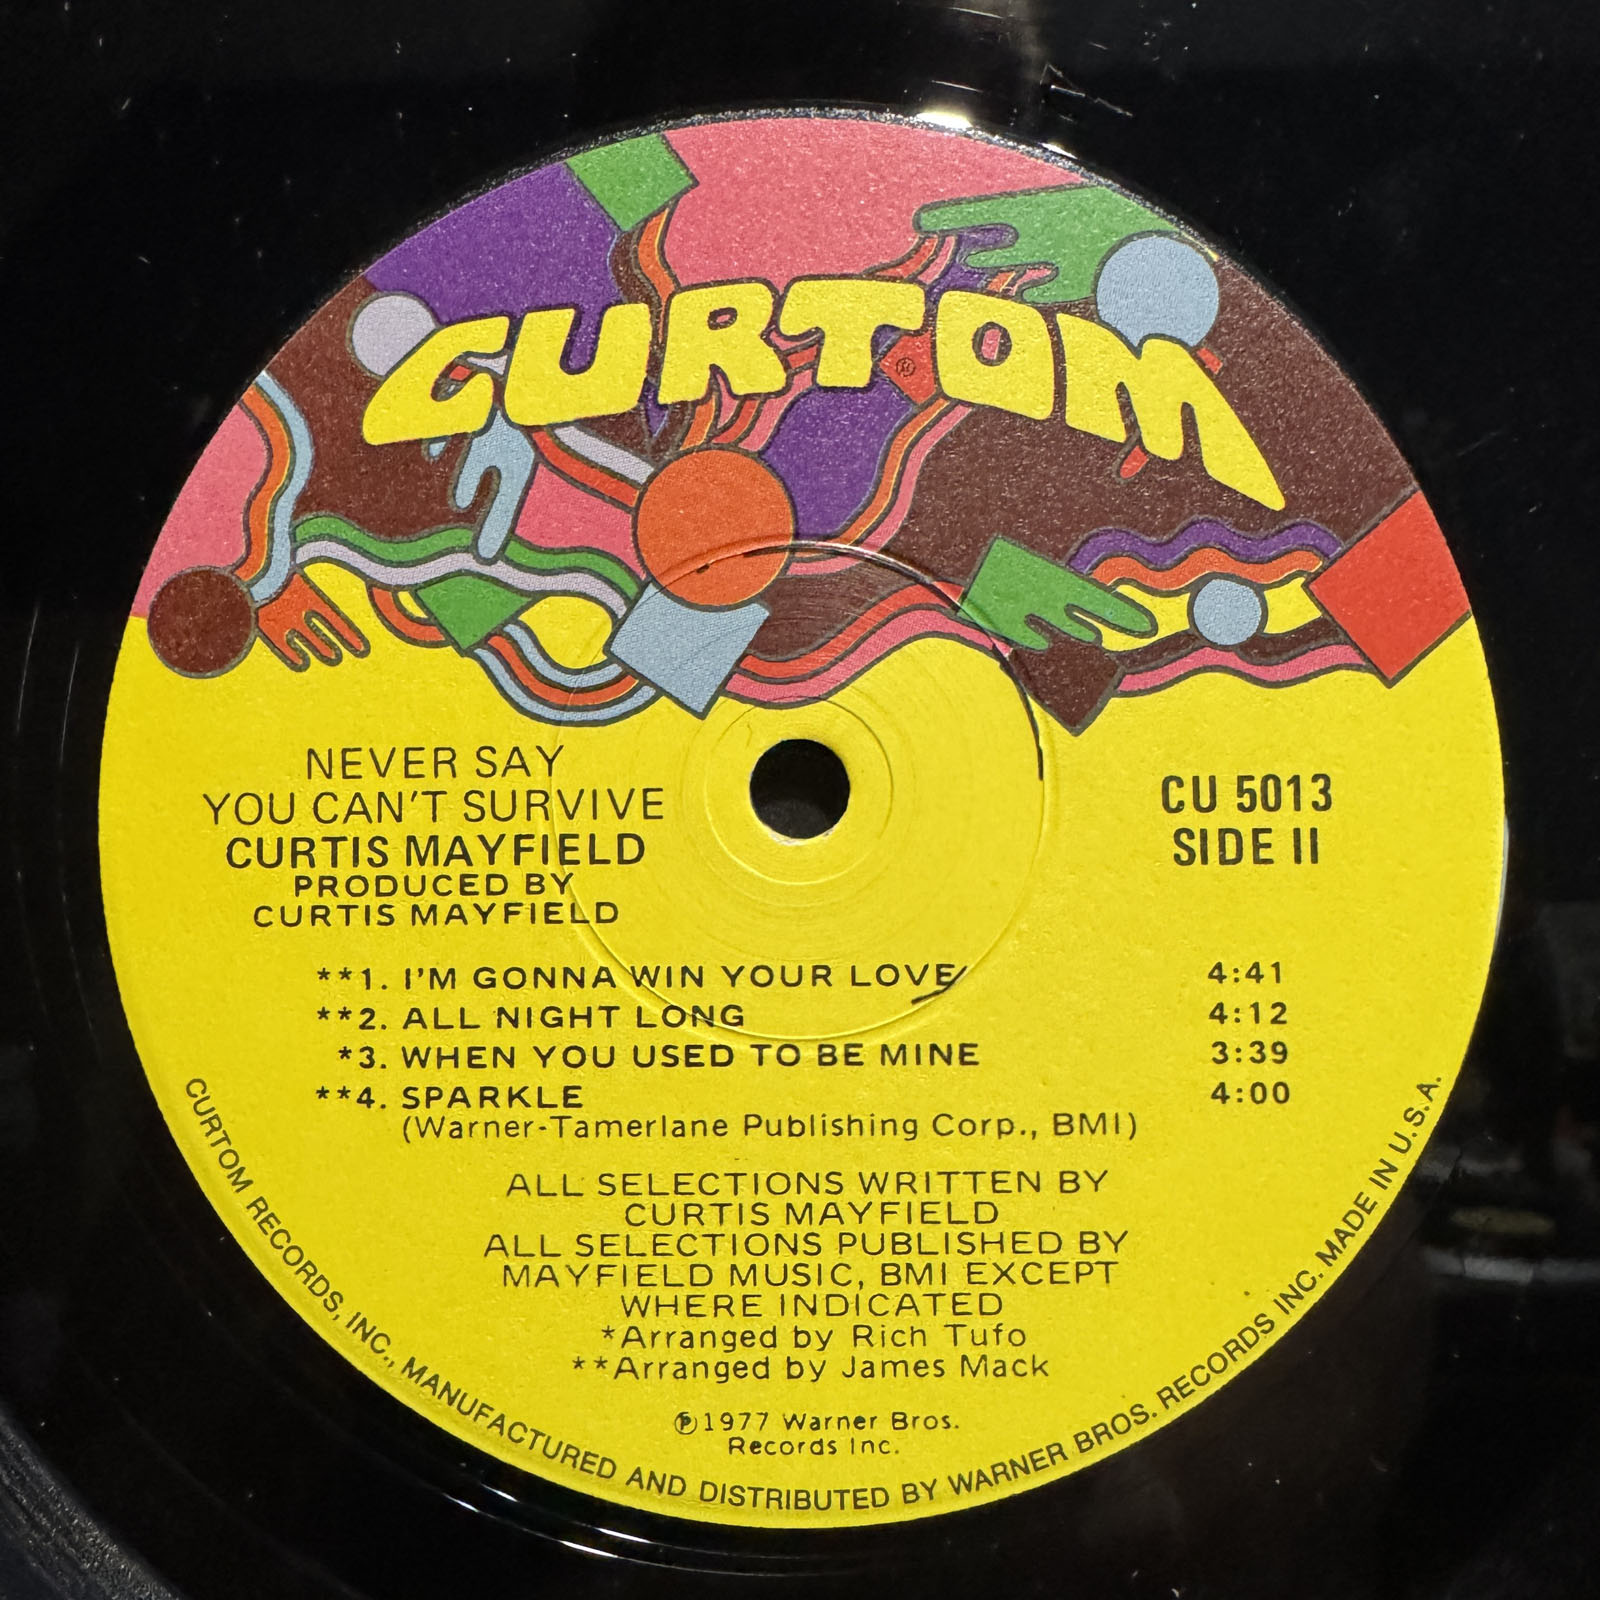 CURTOM
®
NEVER SAY
YOU CAN'T SURVIVE
CURTIS MAYFIELD
PRODUCED BY
CURTIS MAYFIELD
CU 5013
SIDE II
**1. I'M GONNA WIN YOUR LOVE 4:41
**2. ALL NIGHT LONG 4:12
*3. WHEN YOU USED TO BE MINE 3:39
**4. SPARKLE 4:00
(Warner-Tamerlane Publishing Corp., BMI)
ALL SELECTIONS WRITTEN BY
CURTIS MAYFIELD
ALL SELECTIONS PUBLISHED BY
MAYFIELD MUSIC, BMI EXCEPT
WHERE INDICATED
*Arranged by Rich Tufo
**Arranged by James Mack
℗1977 Warner Bros.
Records Inc.
CURTOM RECORDS, INC., MANUFACTURED AND DISTRIBUTED BY WARNER BROS. RECORDS INC. MADE IN U.S.A.